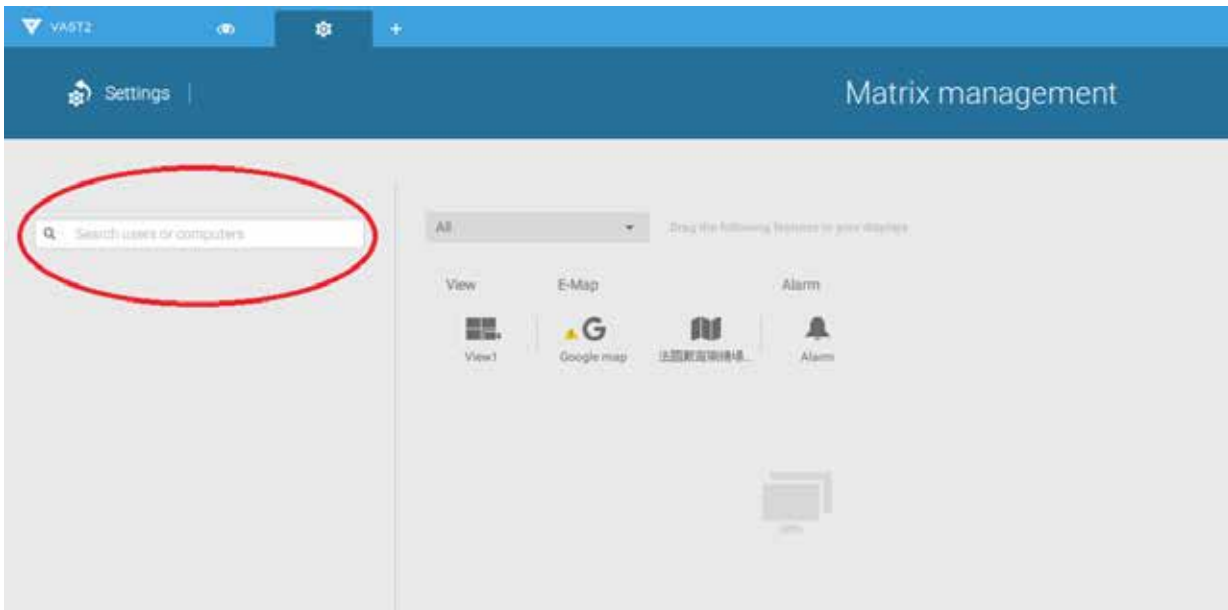 VAST2
Settings
Matrix management
Search users or computers
All
Drag the following features to your displays
View
E-Map
Alarm
View1
Google map
Alarm